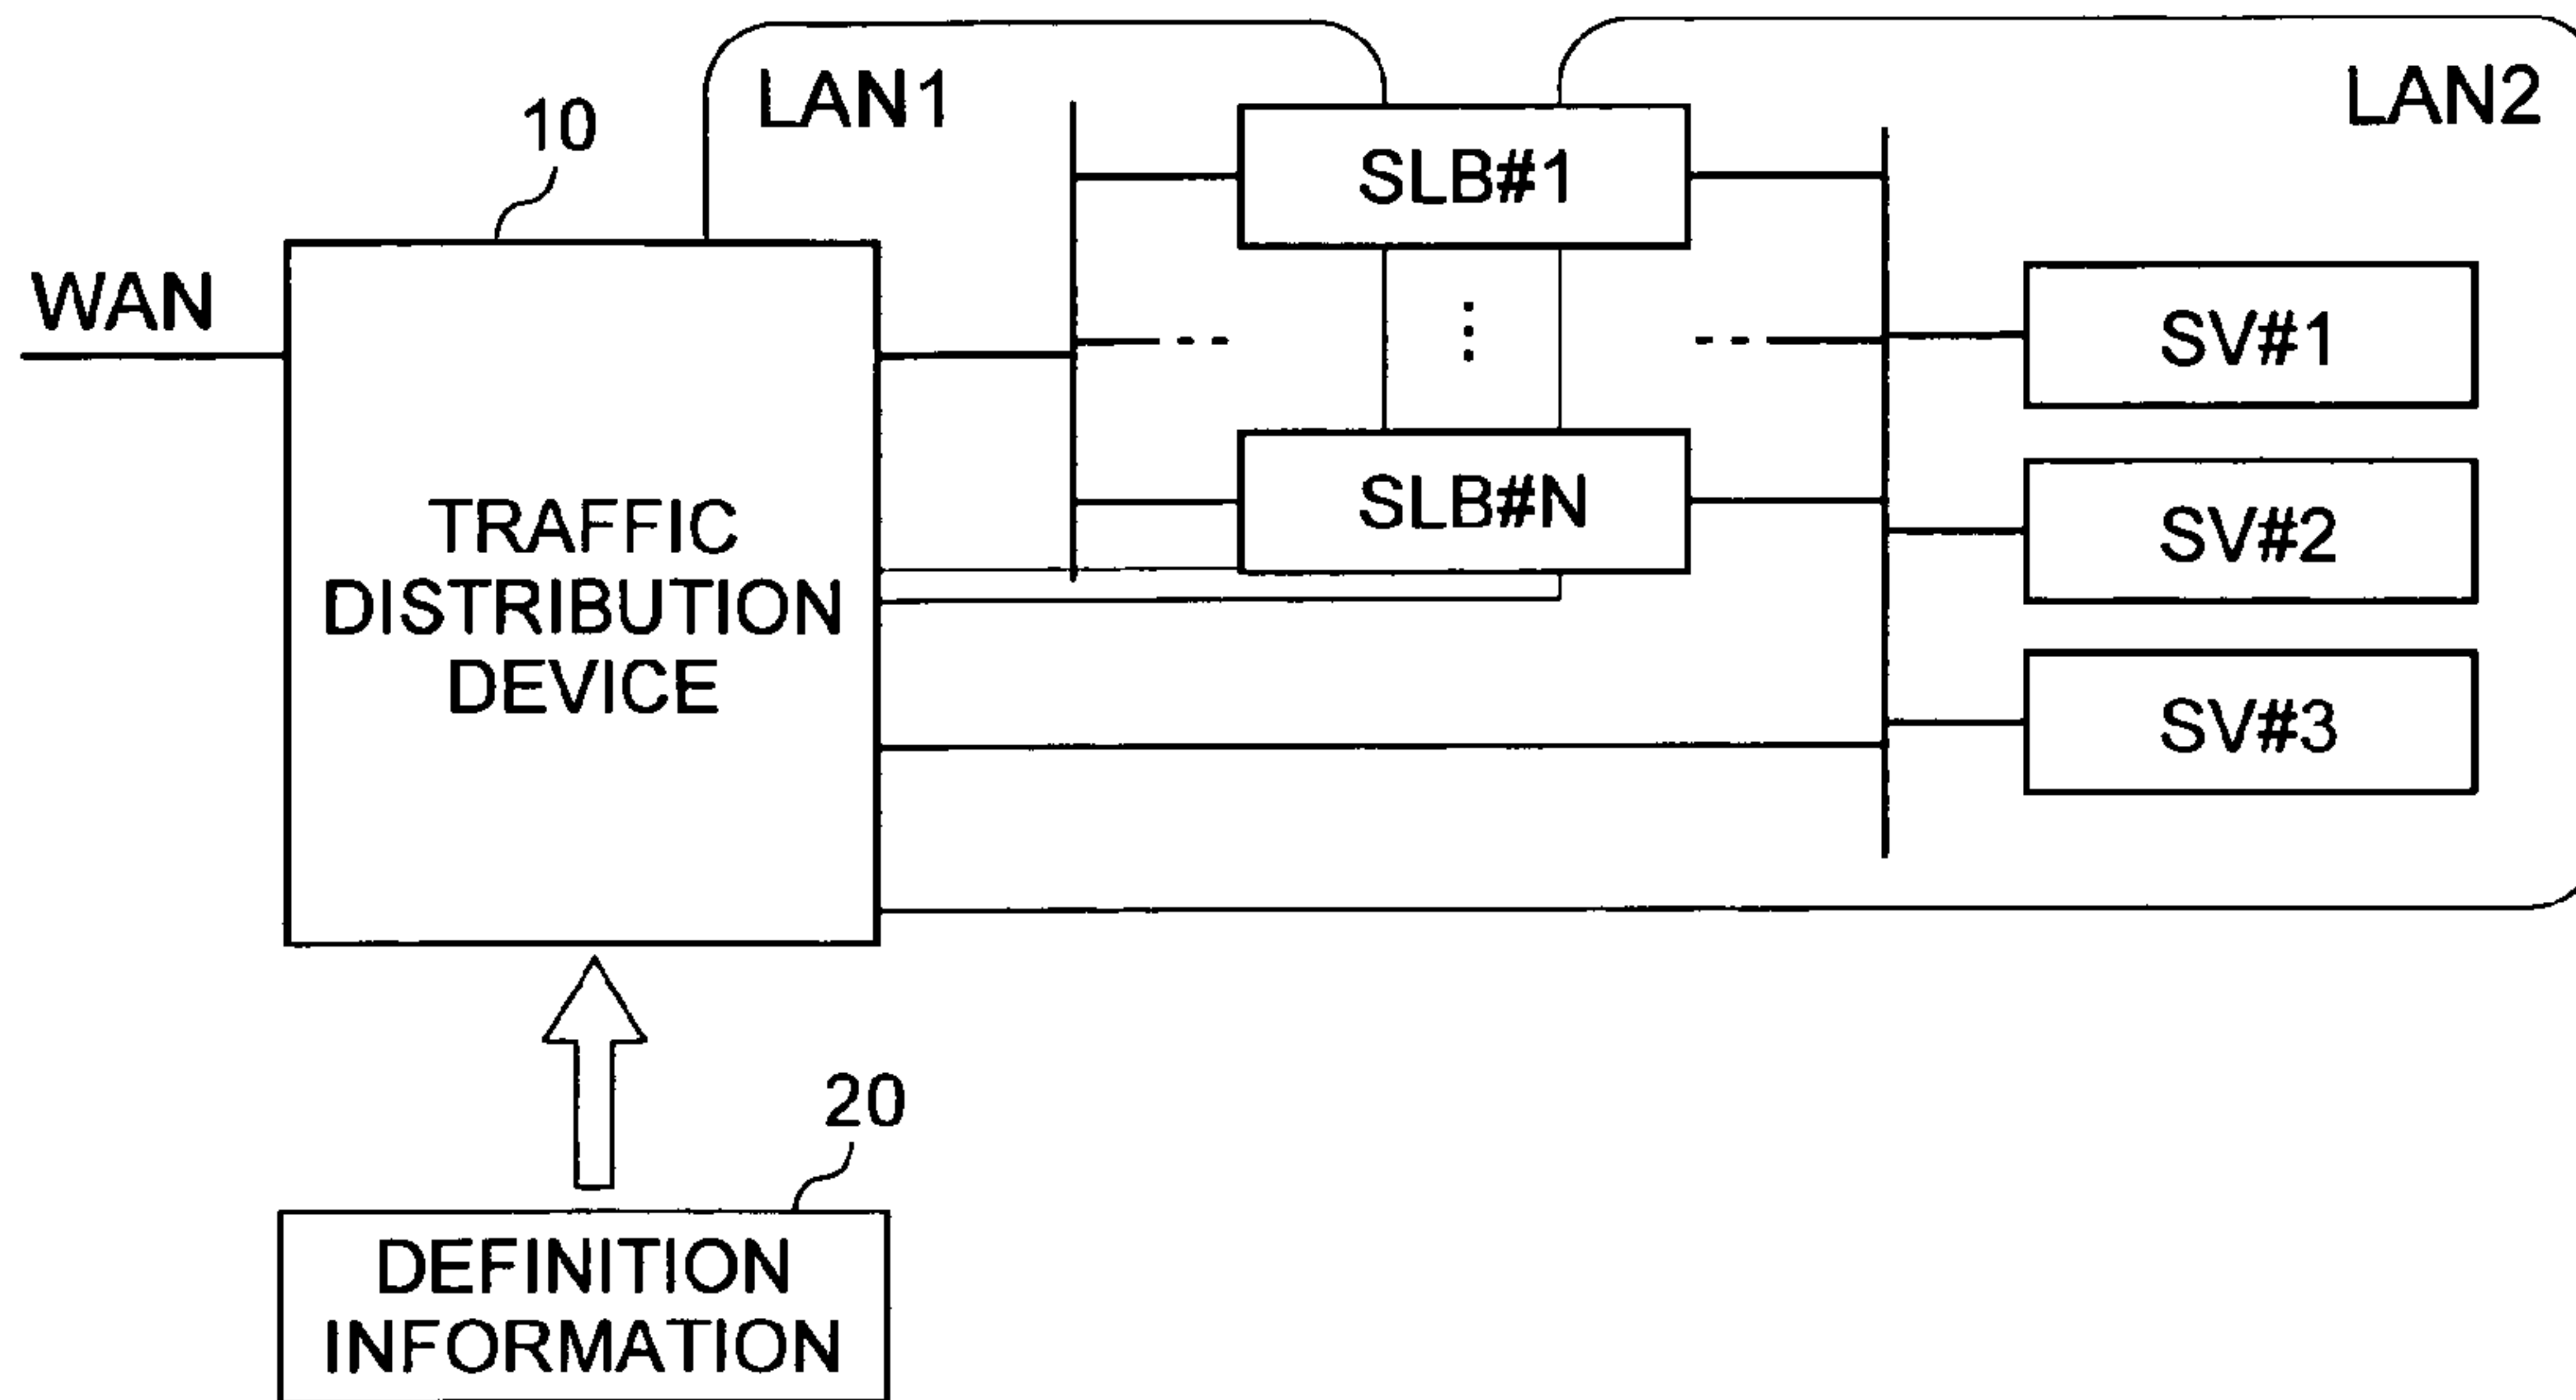 LAN1
LAN2
10
SLB#1
WAN
SV#1
SLB#N
TRAFFIC
DISTRIBUTION
DEVICE
SV#2
SV#3
20
DEFINITION
INFORMATION